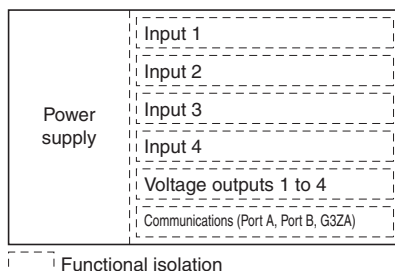 Power
supply
Input 1
Input 2
Input 3
Input 4
Voltage outputs 1 to 4
Communications (Port A, Port B, G3ZA)
Functional isolation